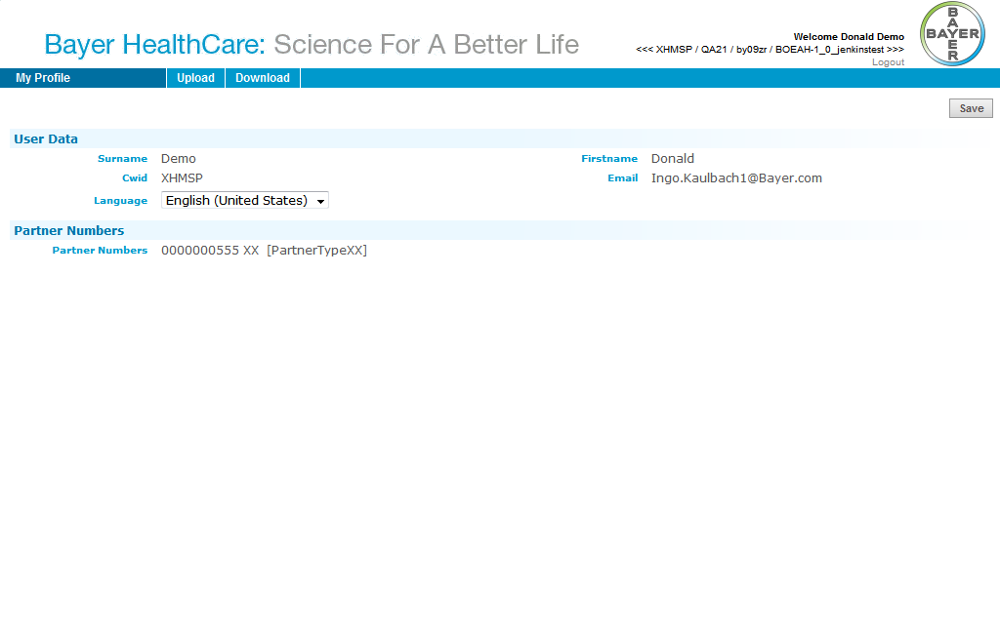 Bayer HealthCare: Science For A Better Life
Welcome Donald Demo
<<< XHMSP / QA21 / by09zr / BOEAH-1_0_jenkinstest >>>
Logout
BAYER
BAYER
My Profile Upload Download
Save
User Data
Surname Demo Firstname Donald
Cwid XHMSP Email Ingo.Kaulbach1@Bayer.com
Language English (United States)
Partner Numbers
Partner Numbers 0000000555 XX [PartnerTypeXX]